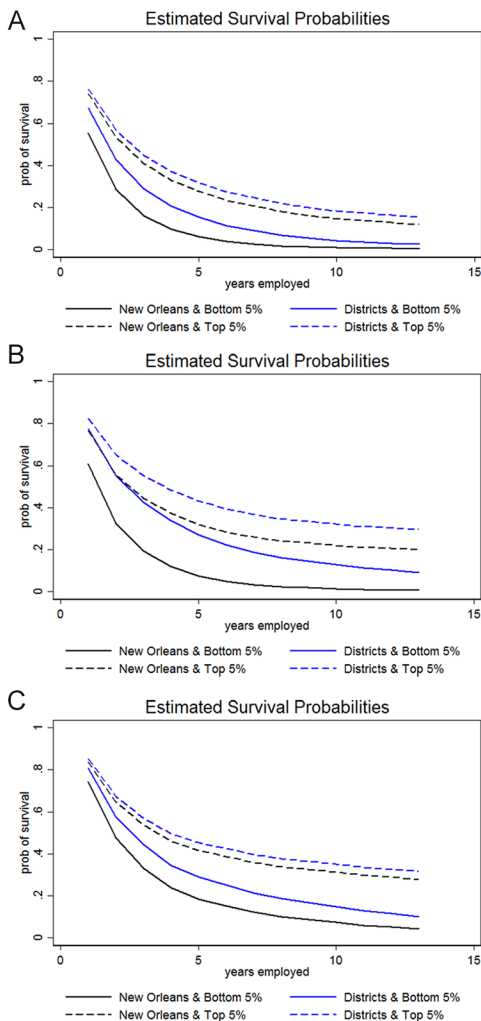 A
Estimated Survival Probabilities
1
.8
.6
.4
.2
0
prob of survival
0 5 10 15
years employed
New Orleans & Bottom 5% Districts & Bottom 5%
New Orleans & Top 5% Districts & Top 5%
B
Estimated Survival Probabilities
1
.8
.6
.4
.2
0
prob of survival
0 5 10 15
years employed
New Orleans & Bottom 5% Districts & Bottom 5%
New Orleans & Top 5% Districts & Top 5%
C
Estimated Survival Probabilities
1
.8
.6
.4
.2
0
prob of survival
0 5 10 15
years employed
New Orleans & Bottom 5% Districts & Bottom 5%
New Orleans & Top 5% Districts & Top 5%